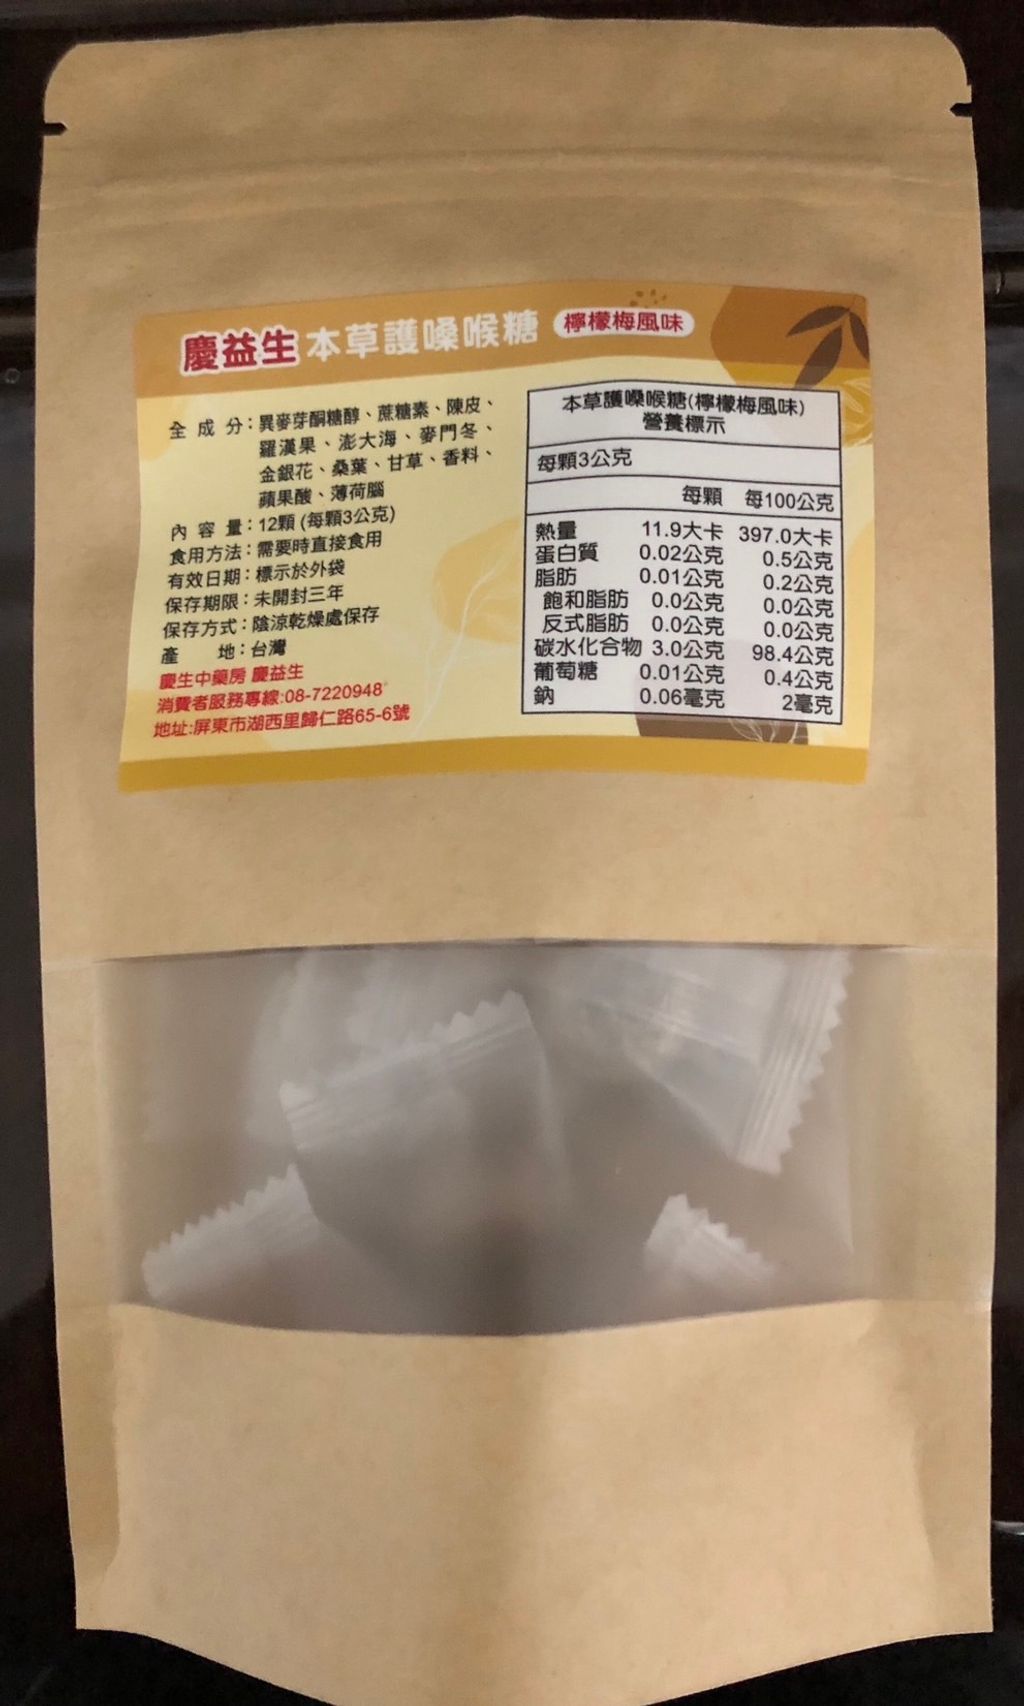 慶益生 本草護嗓喉糖 檸檬梅風味
全成分：異麥芽酮糖醇、蔗糖素、陳皮、
羅漢果、澎大海、麥門冬、
金銀花、桑葉、甘草、香料、
蘋果酸、薄荷腦
內容量：12顆 (每顆3公克)
食用方法：需要時直接食用
有效日期：標示於外袋
保存期限：未開封三年
保存方式：陰涼乾燥處保存
產 地：台灣
慶生中藥房 慶益生
消費者服務專線:08-7220948
地址:屏東市湖西里歸仁路65-6號
本草護嗓喉糖(檸檬梅風味)
營養標示
每顆3公克
每顆 每100公克
熱量 11.9大卡 397.0大卡
蛋白質 0.02公克 0.5公克
脂肪 0.01公克 0.2公克
飽和脂肪 0.0公克 0.0公克
反式脂肪 0.0公克 0.0公克
碳水化合物 3.0公克 98.4公克
葡萄糖 0.01公克 0.4公克
鈉 0.06毫克 2毫克